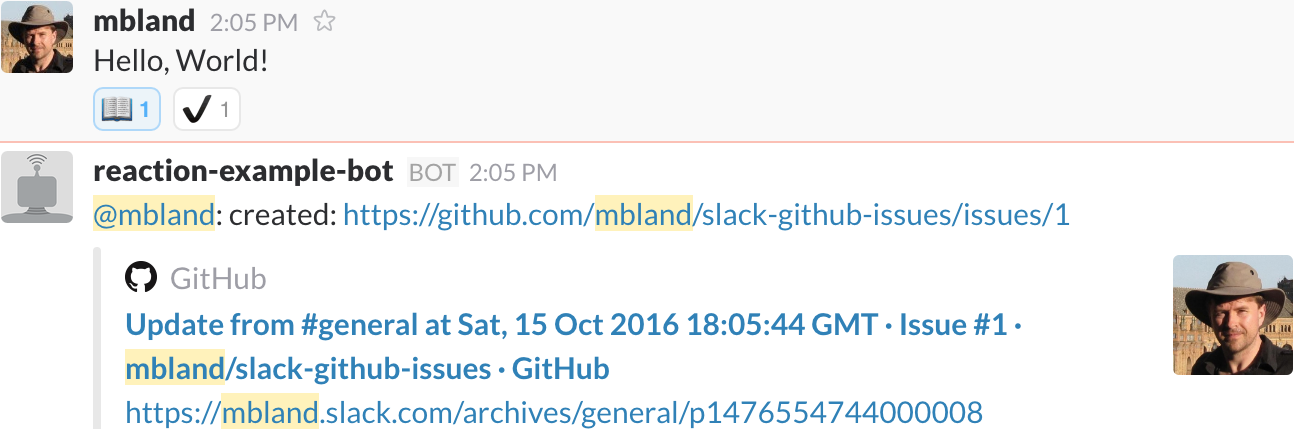 mbland 2:05 PM
Hello, World!
1 1
reaction-example-bot BOT 2:05 PM
@mbland: created: https://github.com/mbland/slack-github-issues/issues/1
GitHub
Update from #general at Sat, 15 Oct 2016 18:05:44 GMT · Issue #1 ·
mbland/slack-github-issues · GitHub
https://mbland.slack.com/archives/general/p1476554744000008